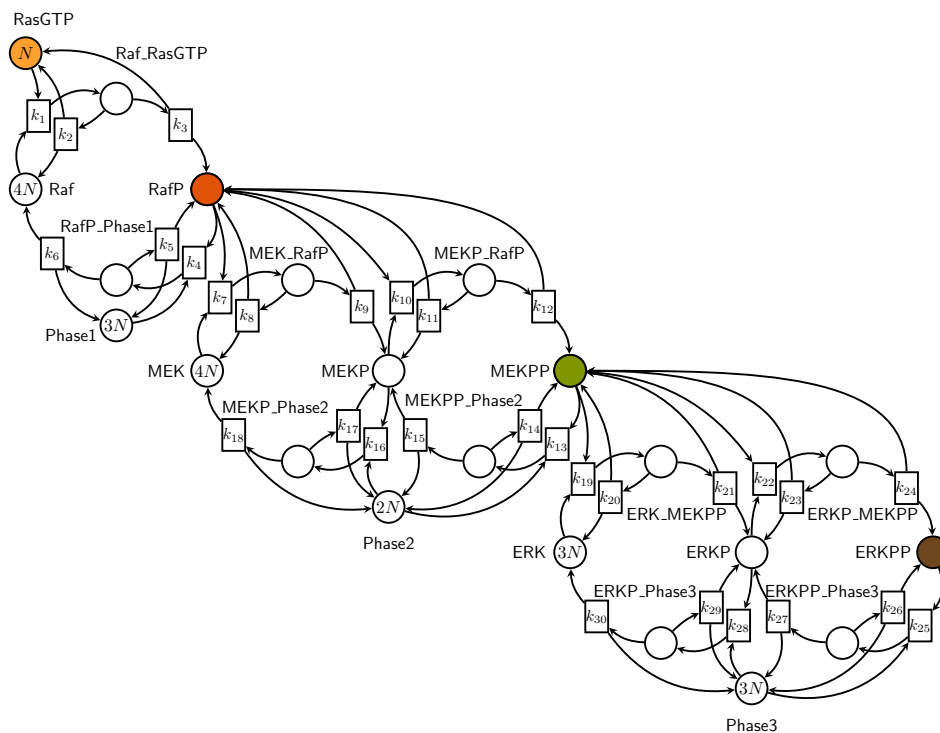 RasGTP
N
Raf_RasGTP
k1
k2
k3
4N
Raf
RafP
RafP_Phase1
k5
k6
k4
MEK_RafP
MEKP_RafP
k7
k10
k9
k12
k8
k11
3N
Phase1
MEK
4N
MEKP
MEKPP
MEKP_Phase2
MEKPP_Phase2
k17
k14
k18
k16
k15
k13
k19
k22
k21
k24
k20
k23
2N
ERK_MEKPP
ERKP_MEKPP
Phase2
ERK
3N
ERKP
ERKPP
ERKP_Phase3
ERKPP_Phase3
k29
k26
k30
k28
k27
k25
3N
Phase3